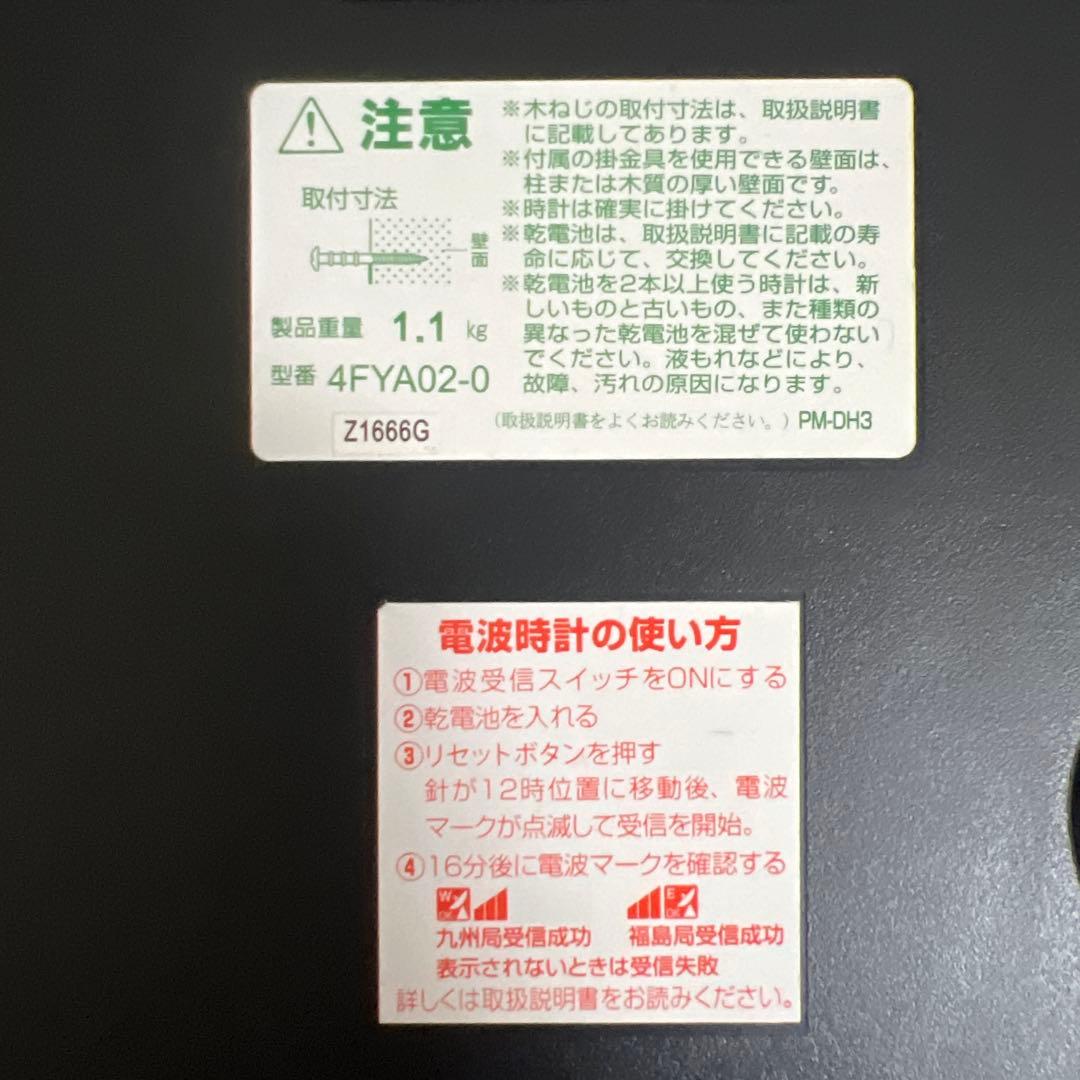 注意
取付寸法
壁面
製品重量 1.1 kg
型番 4FYA02-0
Z1666G
※木ねじの取付寸法は、取扱説明書
に記載してあります。
※付属の掛金具を使用できる壁面は、
柱または木質の厚い壁面です。
※時計は確実に掛けてください。
※乾電池は、取扱説明書に記載の寿
命に応じて、交換してください。
※乾電池を2本以上使う時計は、新
しいものと古いもの、また種類の
異なった乾電池を混ぜて使わない
でください。液もれなどにより、
故障、汚れの原因になります。
(取扱説明書をよくお読みください。) PM-DH3
電波時計の使い方
①電波受信スイッチをONにする
②乾電池を入れる
③リセットボタンを押す
針が12時位置に移動後、電波
マークが点滅して受信を開始。
④16分後に電波マークを確認する
W E
九州局受信成功 福島局受信成功
表示されないときは受信失敗
詳しくは取扱説明書をお読みください。